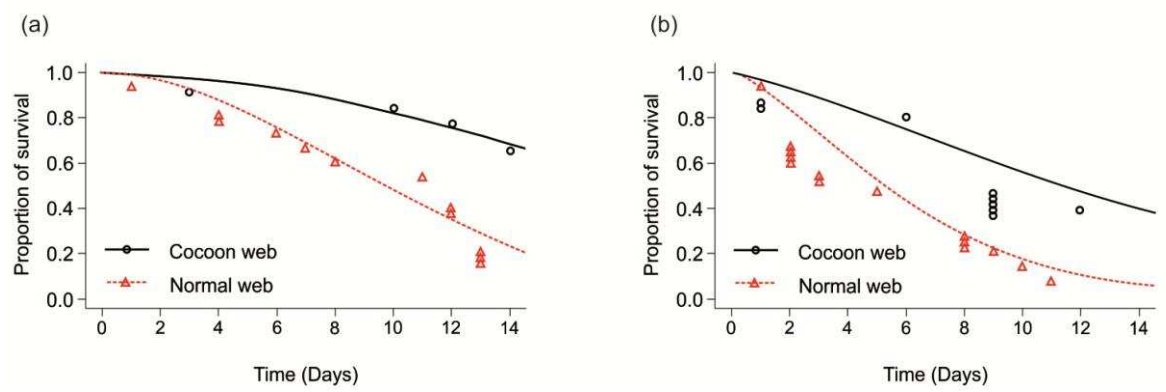 (a)
Proportion of survival
1.0
0.8
0.6
0.4
0.2
0.0
Cocoon web
Normal web
0 2 4 6 8 10 12 14
Time (Days)
(b)
Proportion of survival
1.0
0.8
0.6
0.4
0.2
0.0
Cocoon web
Normal web
0 2 4 6 8 10 12 14
Time (Days)